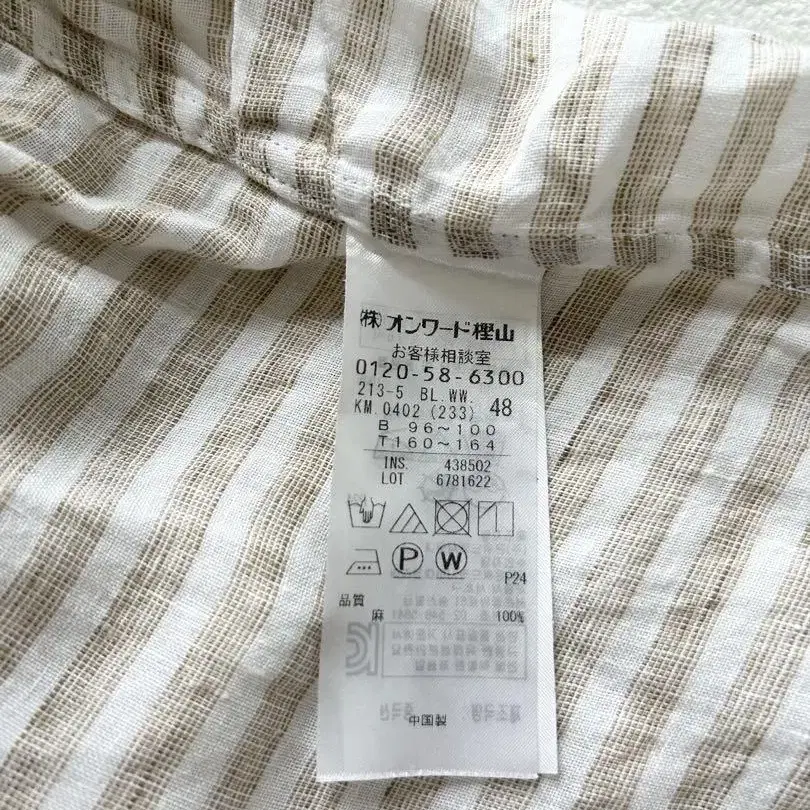 ㈱オンワード樫山
お客様相談室
0120-58-6300
213-5 BL.WW.
KM.0402 (233) 48
B 96～100
T160～164
INS. 438502
LOT 6781622
P W
P24
品質
麻 100%
中国製